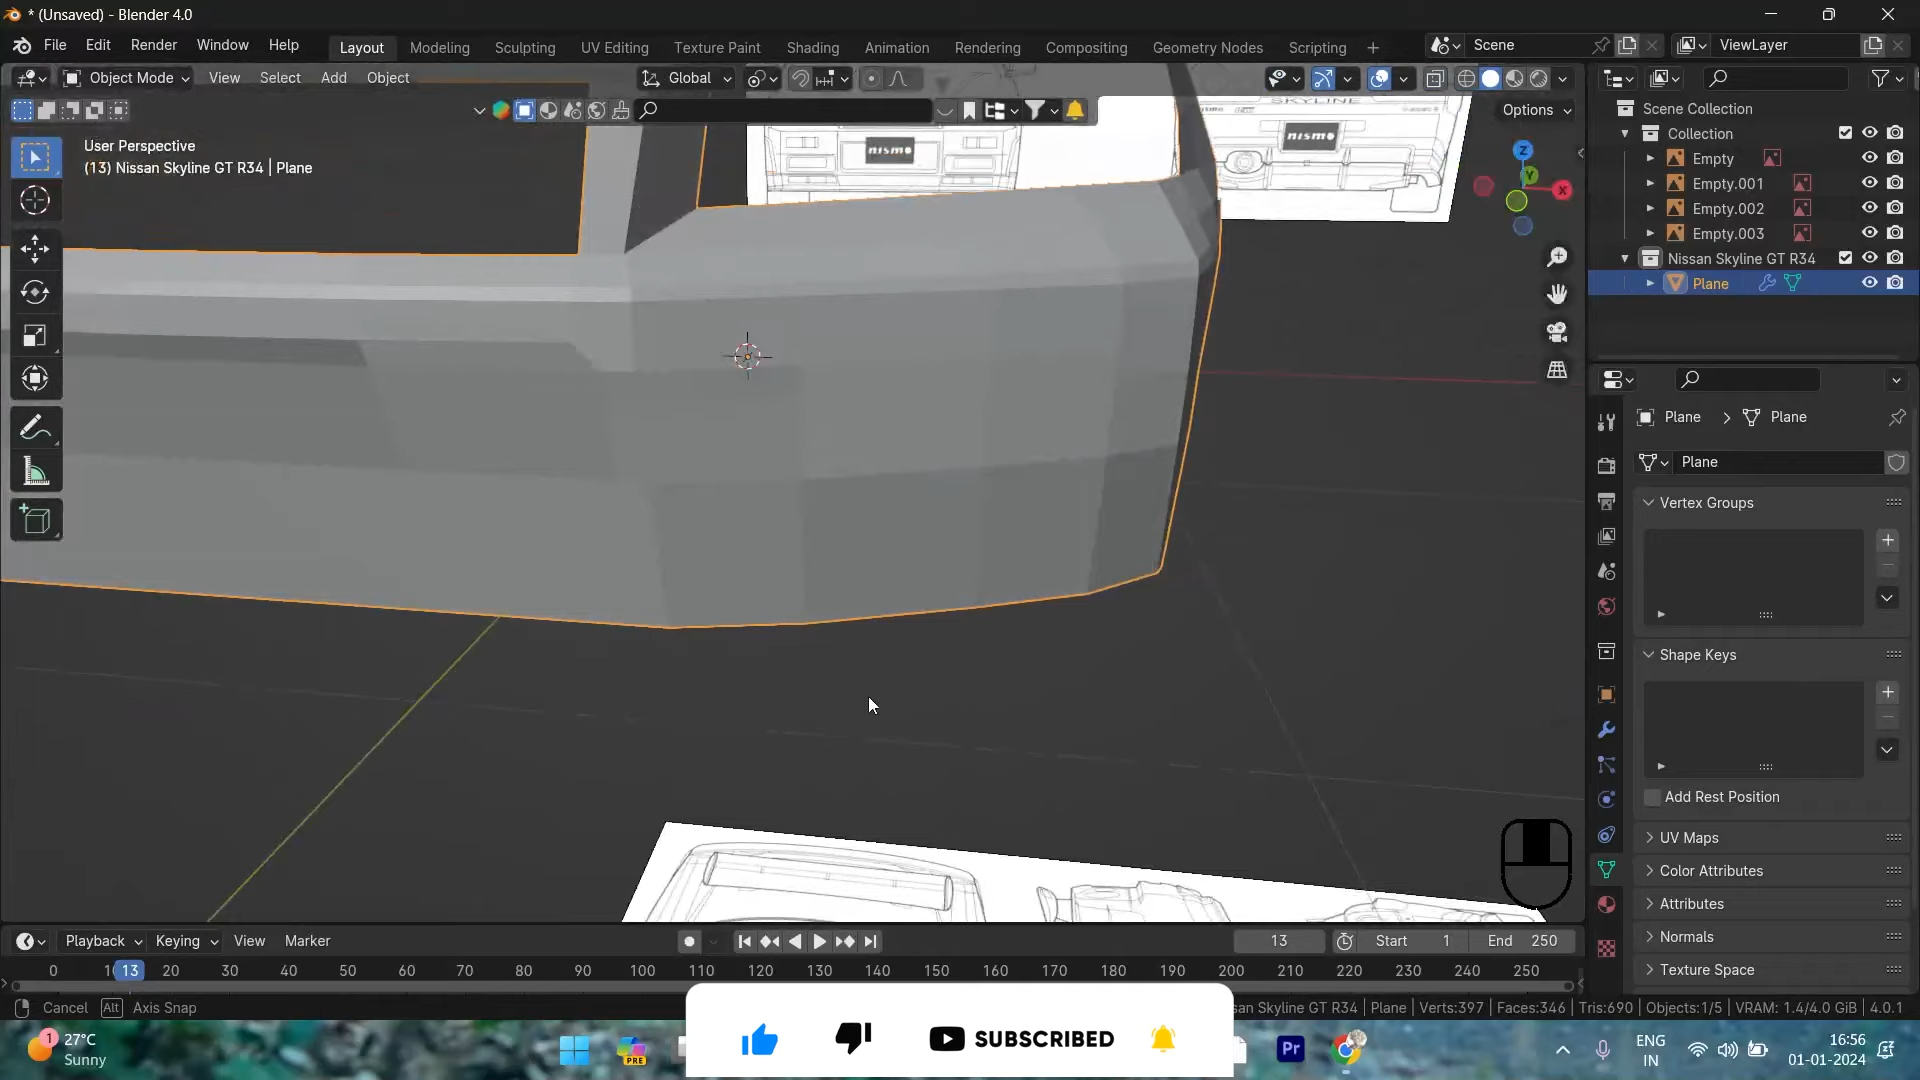 * (Unsaved) - Blender 4.0
File Edit Render Window Help
Layout Modeling Sculpting UV Editing Texture Paint Shading Animation Rendering Compositing Geometry Nodes Scripting +
Scene
ViewLayer
Object Mode View Select Add Object
Global
Options
User Perspective
(13) Nissan Skyline GT R34 | Plane
nismo
SKYLINE
nismo
Z
Y
X
Scene Collection
Collection
Empty
Empty.001
Empty.002
Empty.003
Nissan Skyline GT R34
Plane
Plane > Plane
Plane
Vertex Groups
Shape Keys
Add Rest Position
UV Maps
Color Attributes
Attributes
Normals
Texture Space
Playback Keying View Marker
13
Start 1
End 250
0 13 20 30 40 50 60 70 80 90 100 110 120 130 140 150 160 170 180 190 200 210 220 230 240 250
Cancel Alt Axis Snap
san Skyline GT R34 | Plane | Verts:397 | Faces:346 | Tris:690 | Objects:1/5 | VRAM: 1.4/4.0 GiB | 4.0.1
SUBSCRIBED
1
27°C
Sunny
PRE
Pr
ENG
IN
16:56
01-01-2024